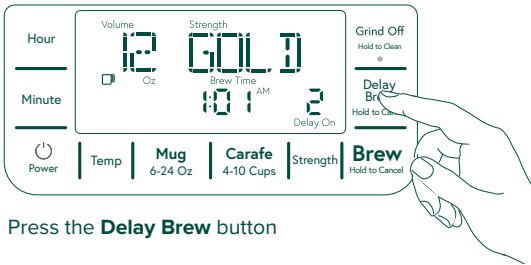 Hour
Minute
Power
Volume
12
Oz
Strength
GOLD
Brew Time
1:01 AM
2
Delay On
Grind Off
Hold to Clean
Delay
Hold to
Temp
Mug
6-24 Oz
Carafe
4-10 Cups
Strength
Brew
Hold to Cancel
Press the Delay Brew button